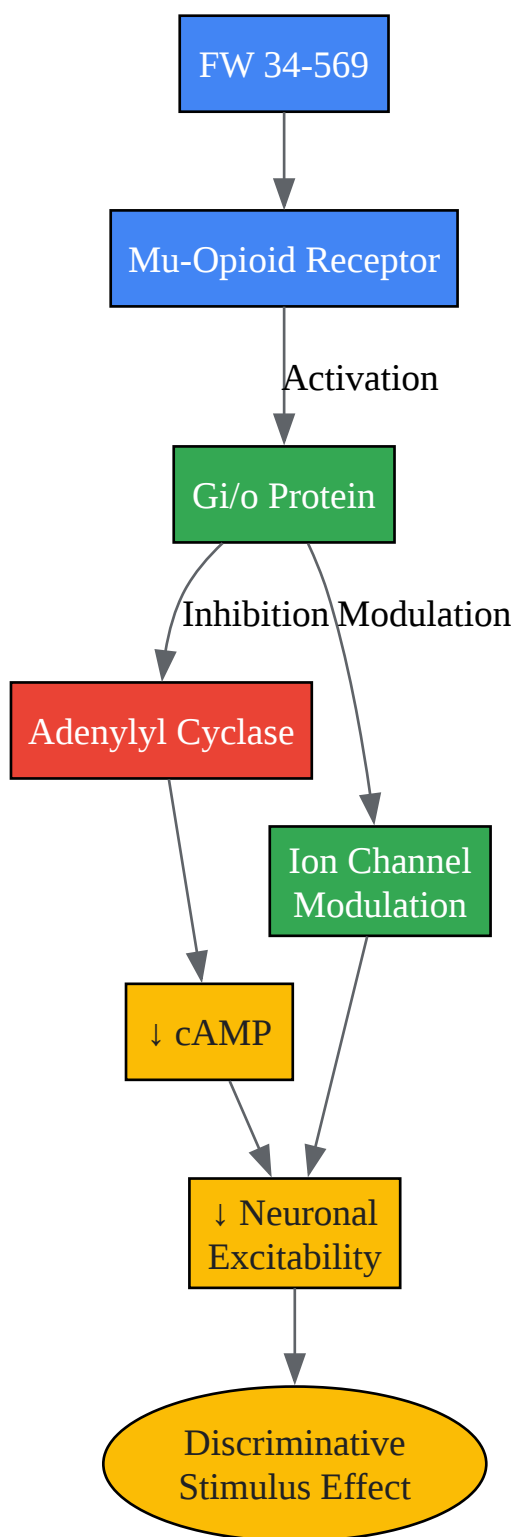 FW 34-569
Mu-Opioid Receptor
Activation
Gi/o Protein
Inhibition
Modulation
Adenylyl Cyclase
Ion Channel
Modulation
↓ cAMP
↓ Neuronal
Excitability
Discriminative
Stimulus Effect